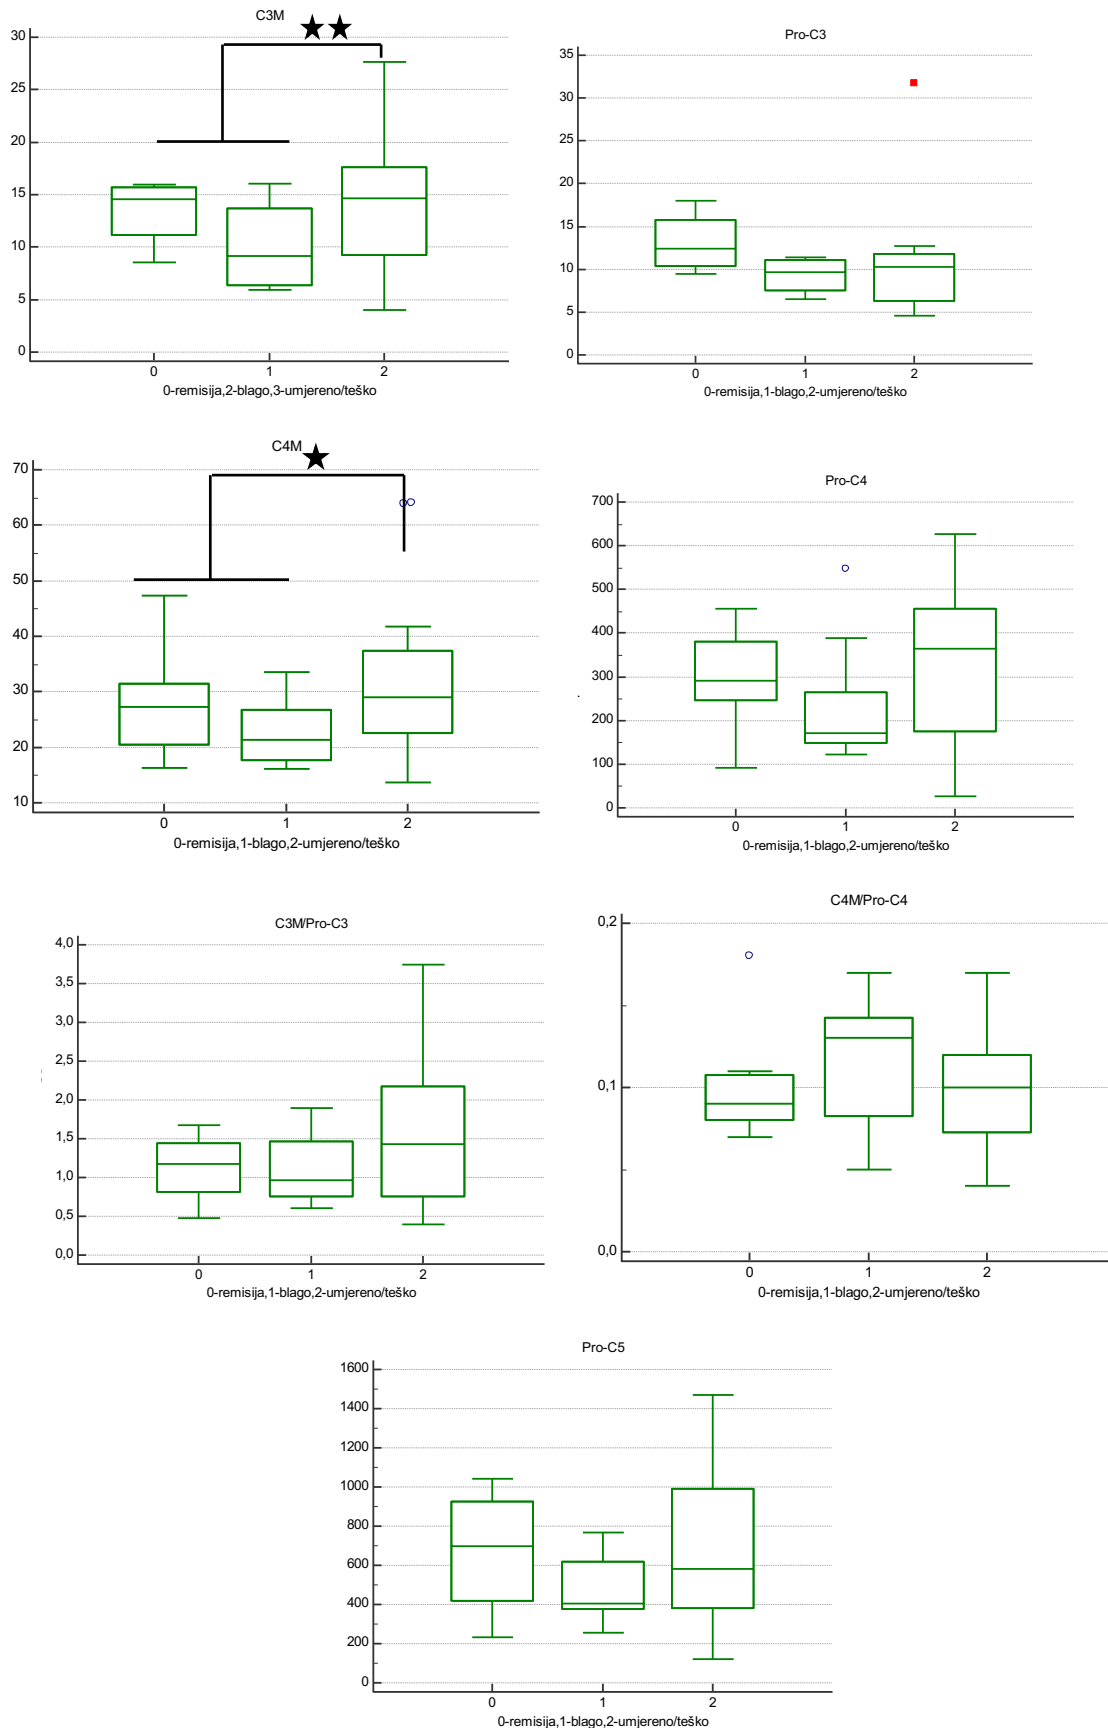 C3M
30
25
20
15
10
5
0
0 1 2
0-remisija,2-blago,3-umjereno/teško
Pro-C3
35
30
25
20
15
10
5
0
0 1 2
0-remisija,1-blago,2-umjereno/teško
C4M
70
60
50
40
30
20
10
0 1 2
0-remisija,1-blago,2-umjereno/teško
Pro-C4
700
600
500
400
300
200
100
0
0 1 2
0-remisija,1-blago,2-umjereno/teško
C3M/Pro-C3
4,0
3,5
3,0
2,5
2,0
1,5
1,0
0,5
0,0
0 1 2
0-remisija,1-blago,2-umjereno/teško
C4M/Pro-C4
0,2
0,1
0,0
0 1 2
0-remisija,1-blago,2-umjereno/teško
Pro-C5
1600
1400
1200
1000
800
600
400
200
0
0 1 2
0-remisija,1-blago,2-umjereno/teško